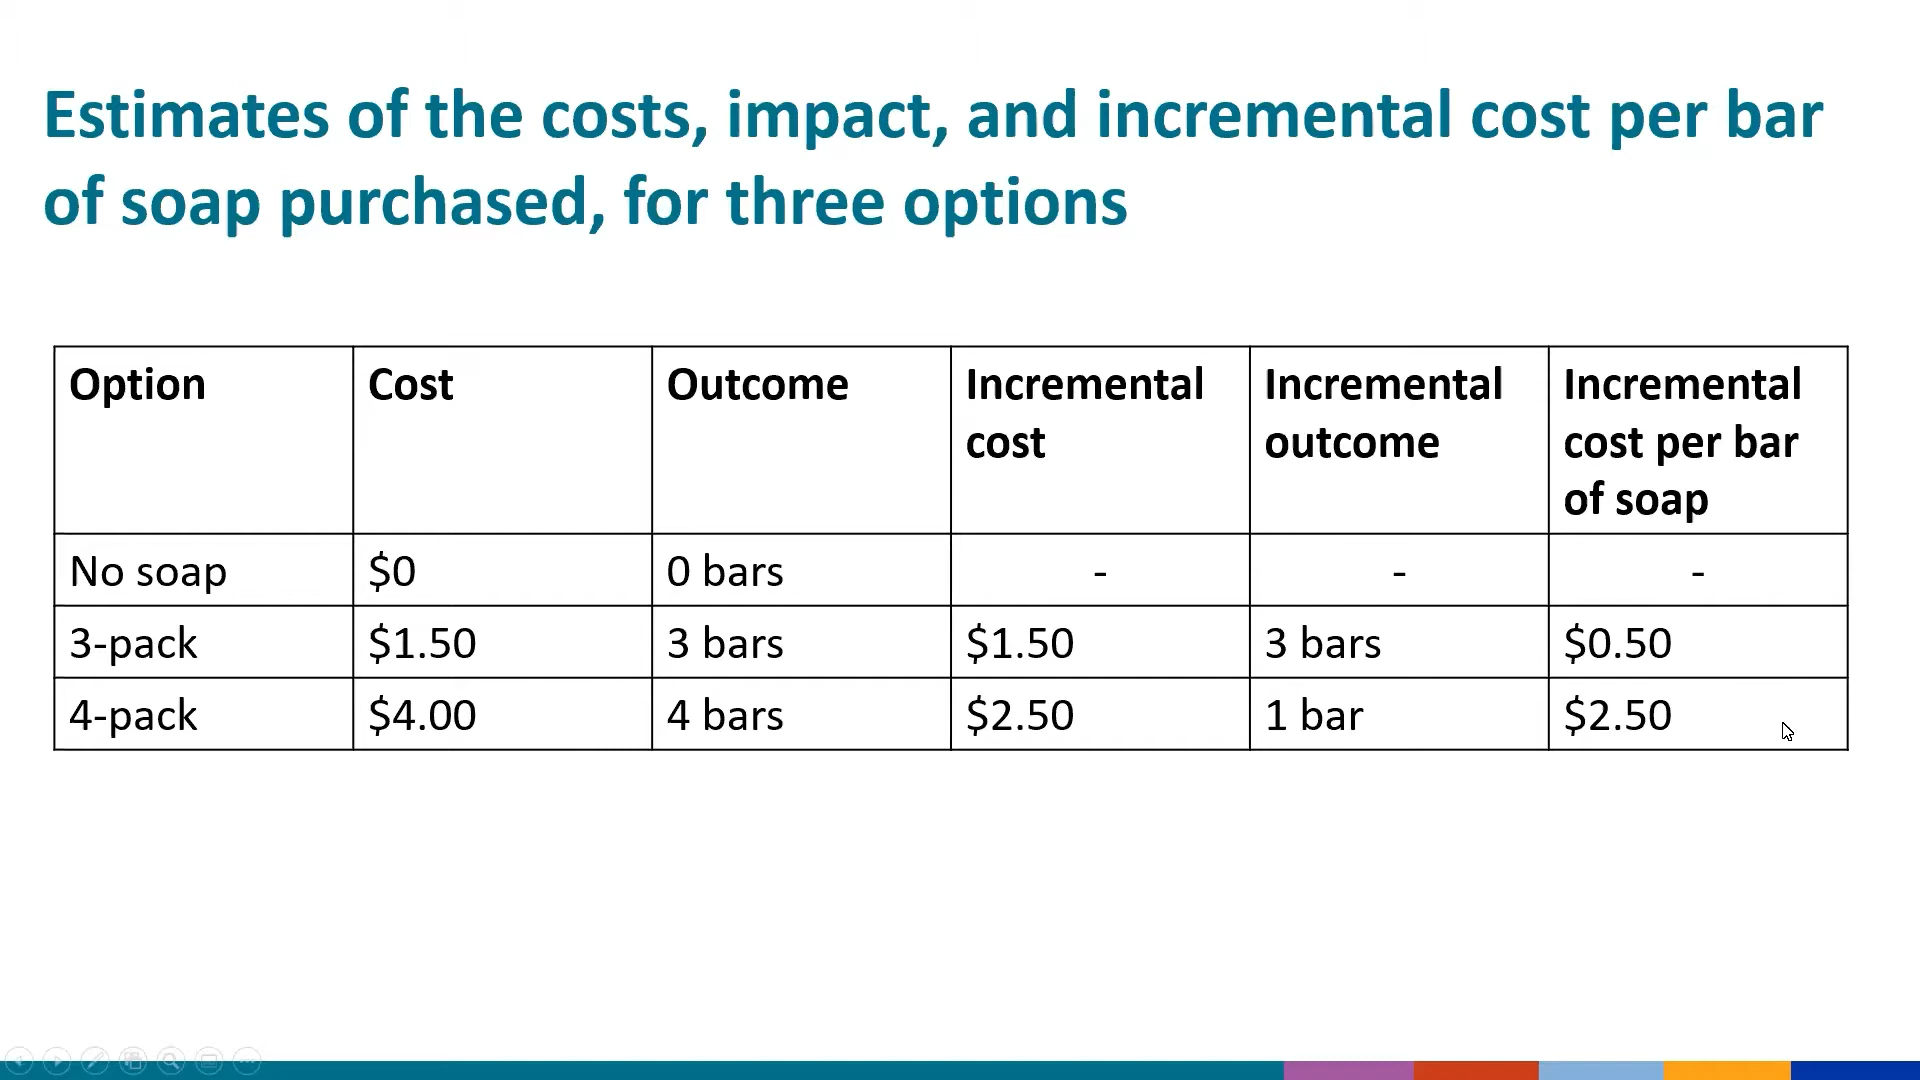 Estimates of the costs, impact, and incremental cost per bar
of soap purchased, for three options
Option Cost Outcome Incremental cost Incremental outcome Incremental cost per bar of soap
No soap $0 0 bars - - -
3-pack $1.50 3 bars $1.50 3 bars $0.50
4-pack $4.00 4 bars $2.50 1 bar $2.50